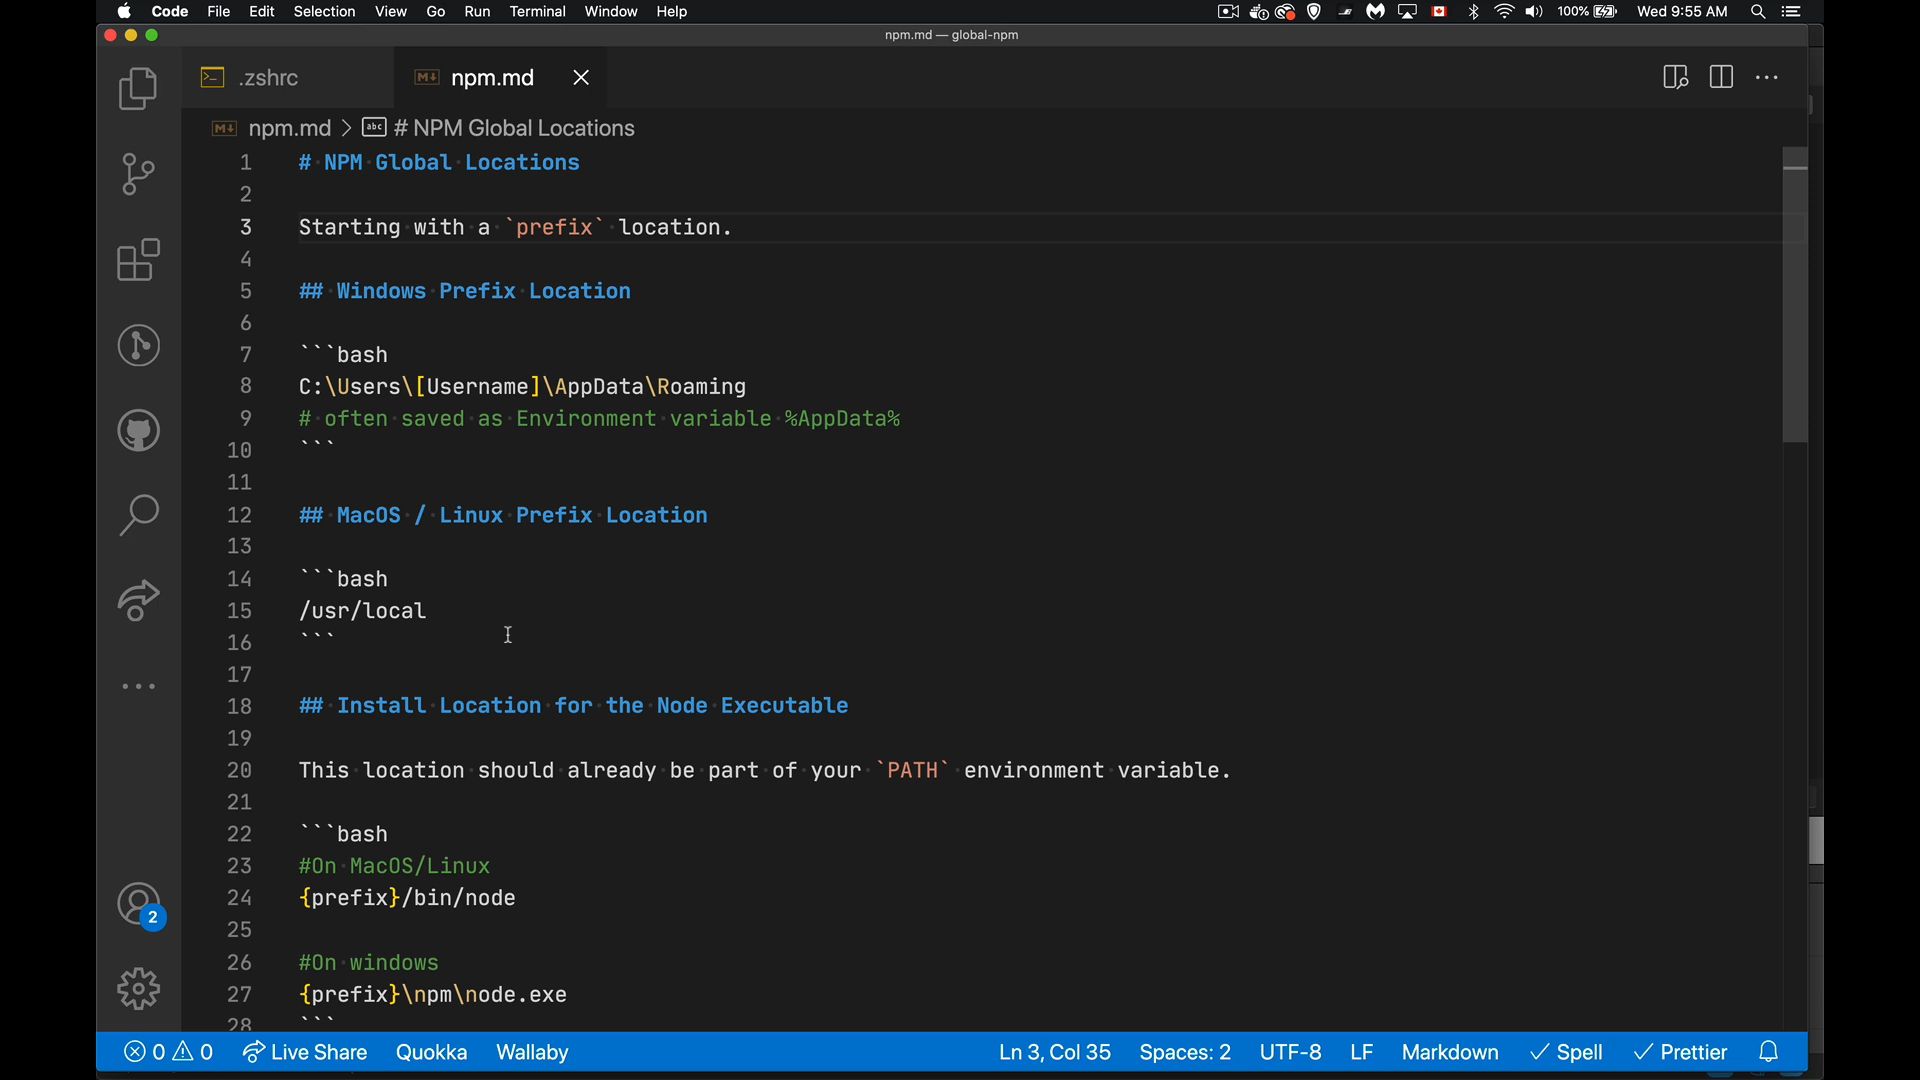 Code File Edit Selection View Go Run Terminal Window Help 100% Wed 9:55 AM
npm.md — global-npm
.zshrc npm.md
npm.md > # NPM Global Locations
1 # NPM Global Locations
2
3 Starting with a `prefix` location.
4
5 ## Windows Prefix Location
6
7 ```bash
8 C:\Users\[Username]\AppData\Roaming
9 # often saved as Environment variable %AppData%
10 ```
11
12 ## MacOS / Linux Prefix Location
13
14 ```bash
15 /usr/local
16 ```
17
18 ## Install Location for the Node Executable
19
20 This location should already be part of your `PATH` environment variable.
21
22 ```bash
23 #On MacOS/Linux
24 {prefix}/bin/node
25
26 #On windows
27 {prefix}\npm\node.exe
28 ```
2
0 0 Live Share Quokka Wallaby Ln 3, Col 35 Spaces: 2 UTF-8 LF Markdown Spell Prettier